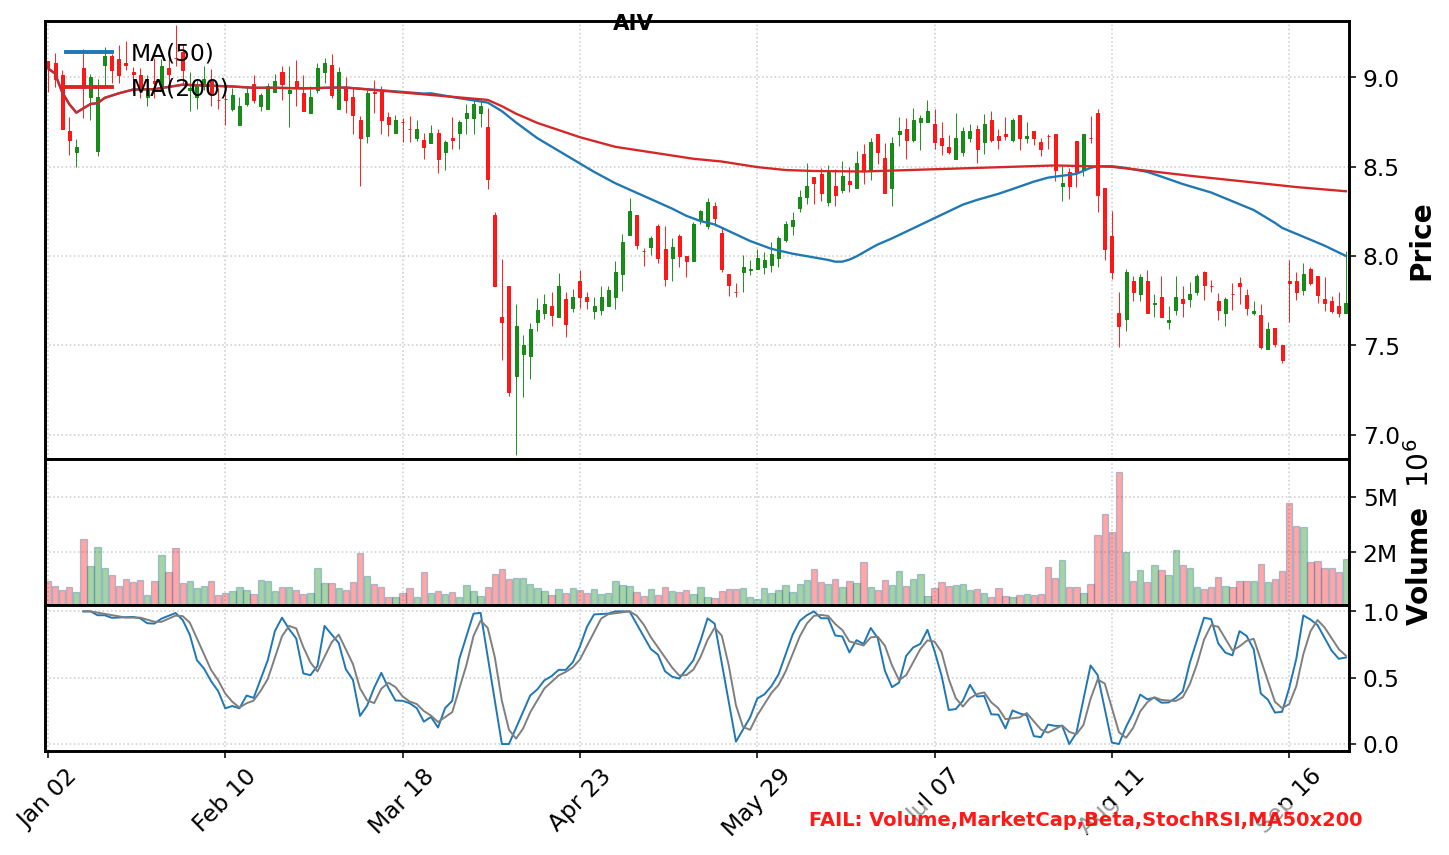 AIV
MA(50)
MA(200)
9.0
8.5
8.0
7.5
7.0
Price
10⁶
5M
2M
Volume
1.0
0.5
0.0
Jan 02
Feb 10
Mar 18
Apr 23
May 29
Jul 07
Aug 11
Sep 16
FAIL: Volume,MarketCap,Beta,StochRSI,MA50x200